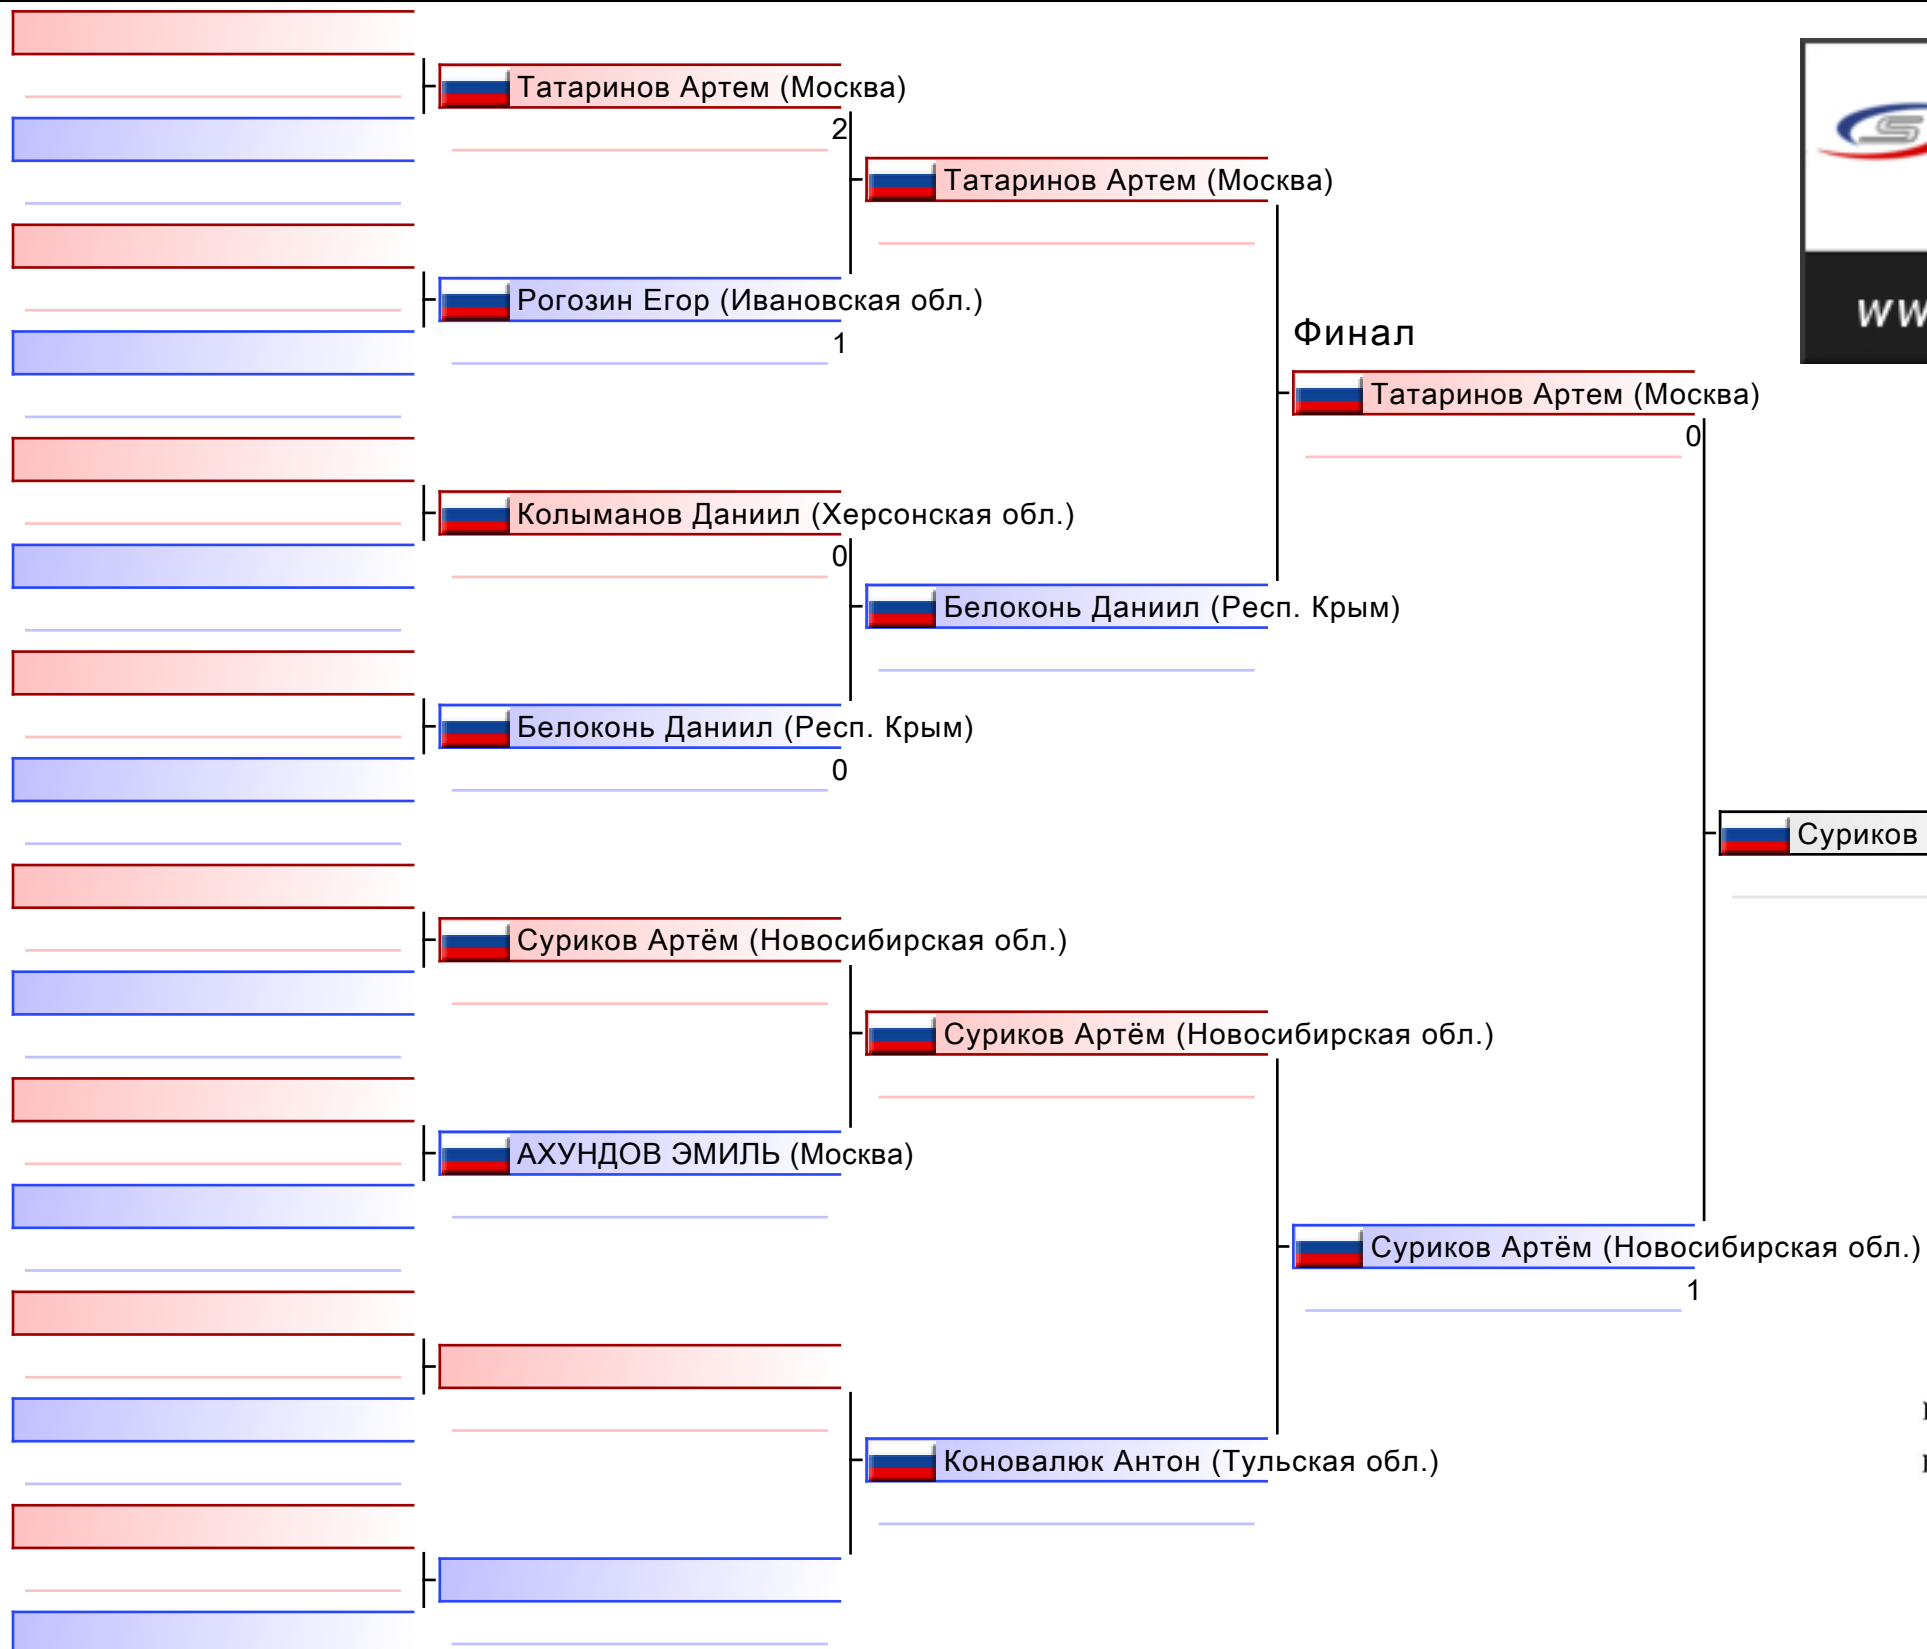 Татаринов Артем (Москва)
2
Татаринов Артем (Москва)
Рогозин Егор (Ивановская обл.)
1
Финал
Татаринов Артем (Москва)
0
Колыманов Даниил (Херсонская обл.)
0
Белоконь Даниил (Респ. Крым)
Белоконь Даниил (Респ. Крым)
0
Суриков
Суриков Артём (Новосибирская обл.)
Суриков Артём (Новосибирская обл.)
АХУНДОВ ЭМИЛЬ (Москва)
Суриков Артём (Новосибирская обл.)
1
Коновалюк Антон (Тульская обл.)